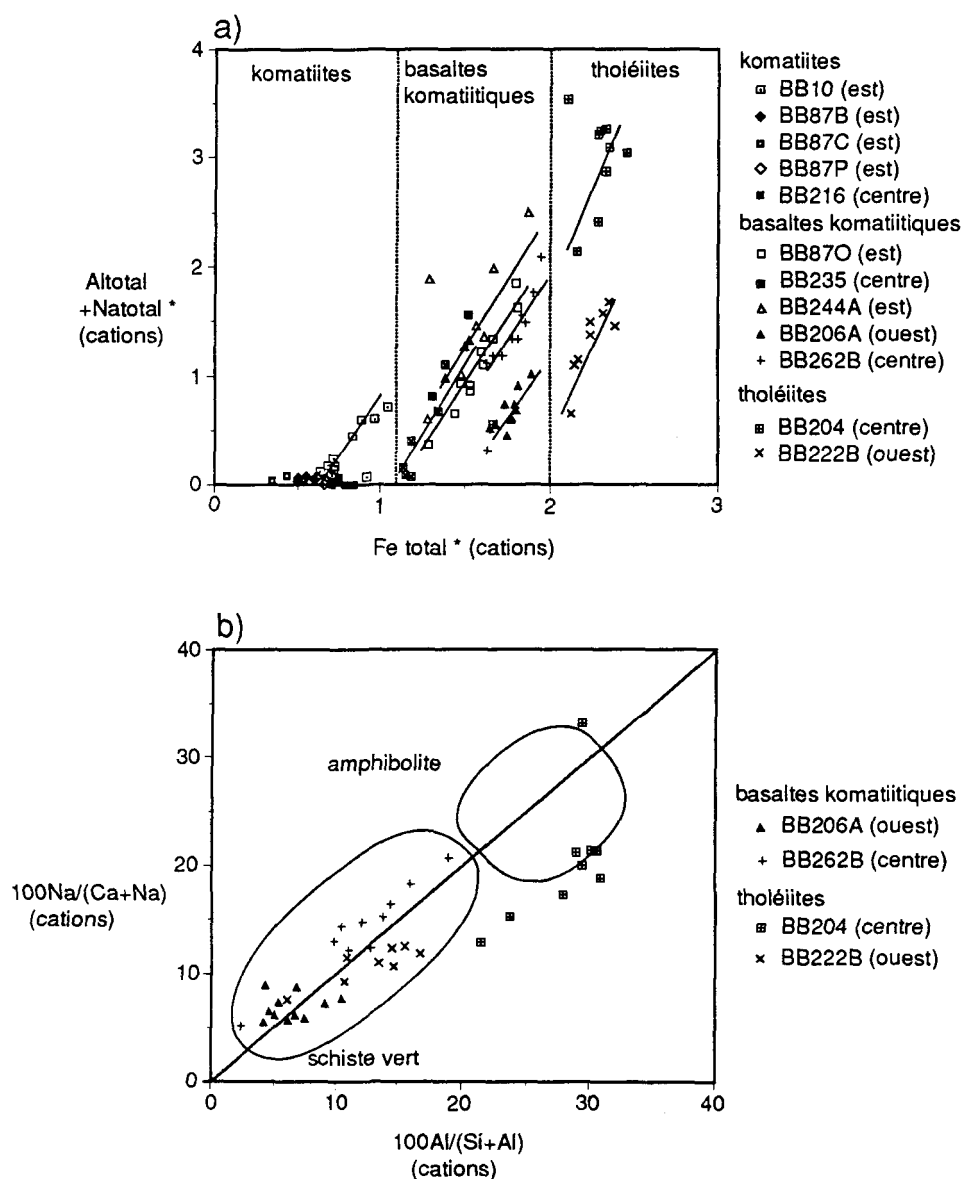 a)
4
3
2
1
0
0
1
2
3
komatiites
basaltes
komatiitiques
tholéiites
Altotal
+Natotal *
(cations)
Fe total * (cations)
komatiites
BB10 (est)
BB87B (est)
BB87C (est)
BB87P (est)
BB216 (centre)
basaltes komatiitiques
BB87O (est)
BB235 (centre)
BB244A (est)
BB206A (ouest)
BB262B (centre)
tholéiites
BB204 (centre)
BB222B (ouest)
b)
40
30
20
10
0
0
10
20
30
40
amphibolite
schiste vert
100Na/(Ca+Na)
(cations)
100Al/(Si+Al)
(cations)
basaltes komatiitiques
BB206A (ouest)
BB262B (centre)
tholéiites
BB204 (centre)
BB222B (ouest)